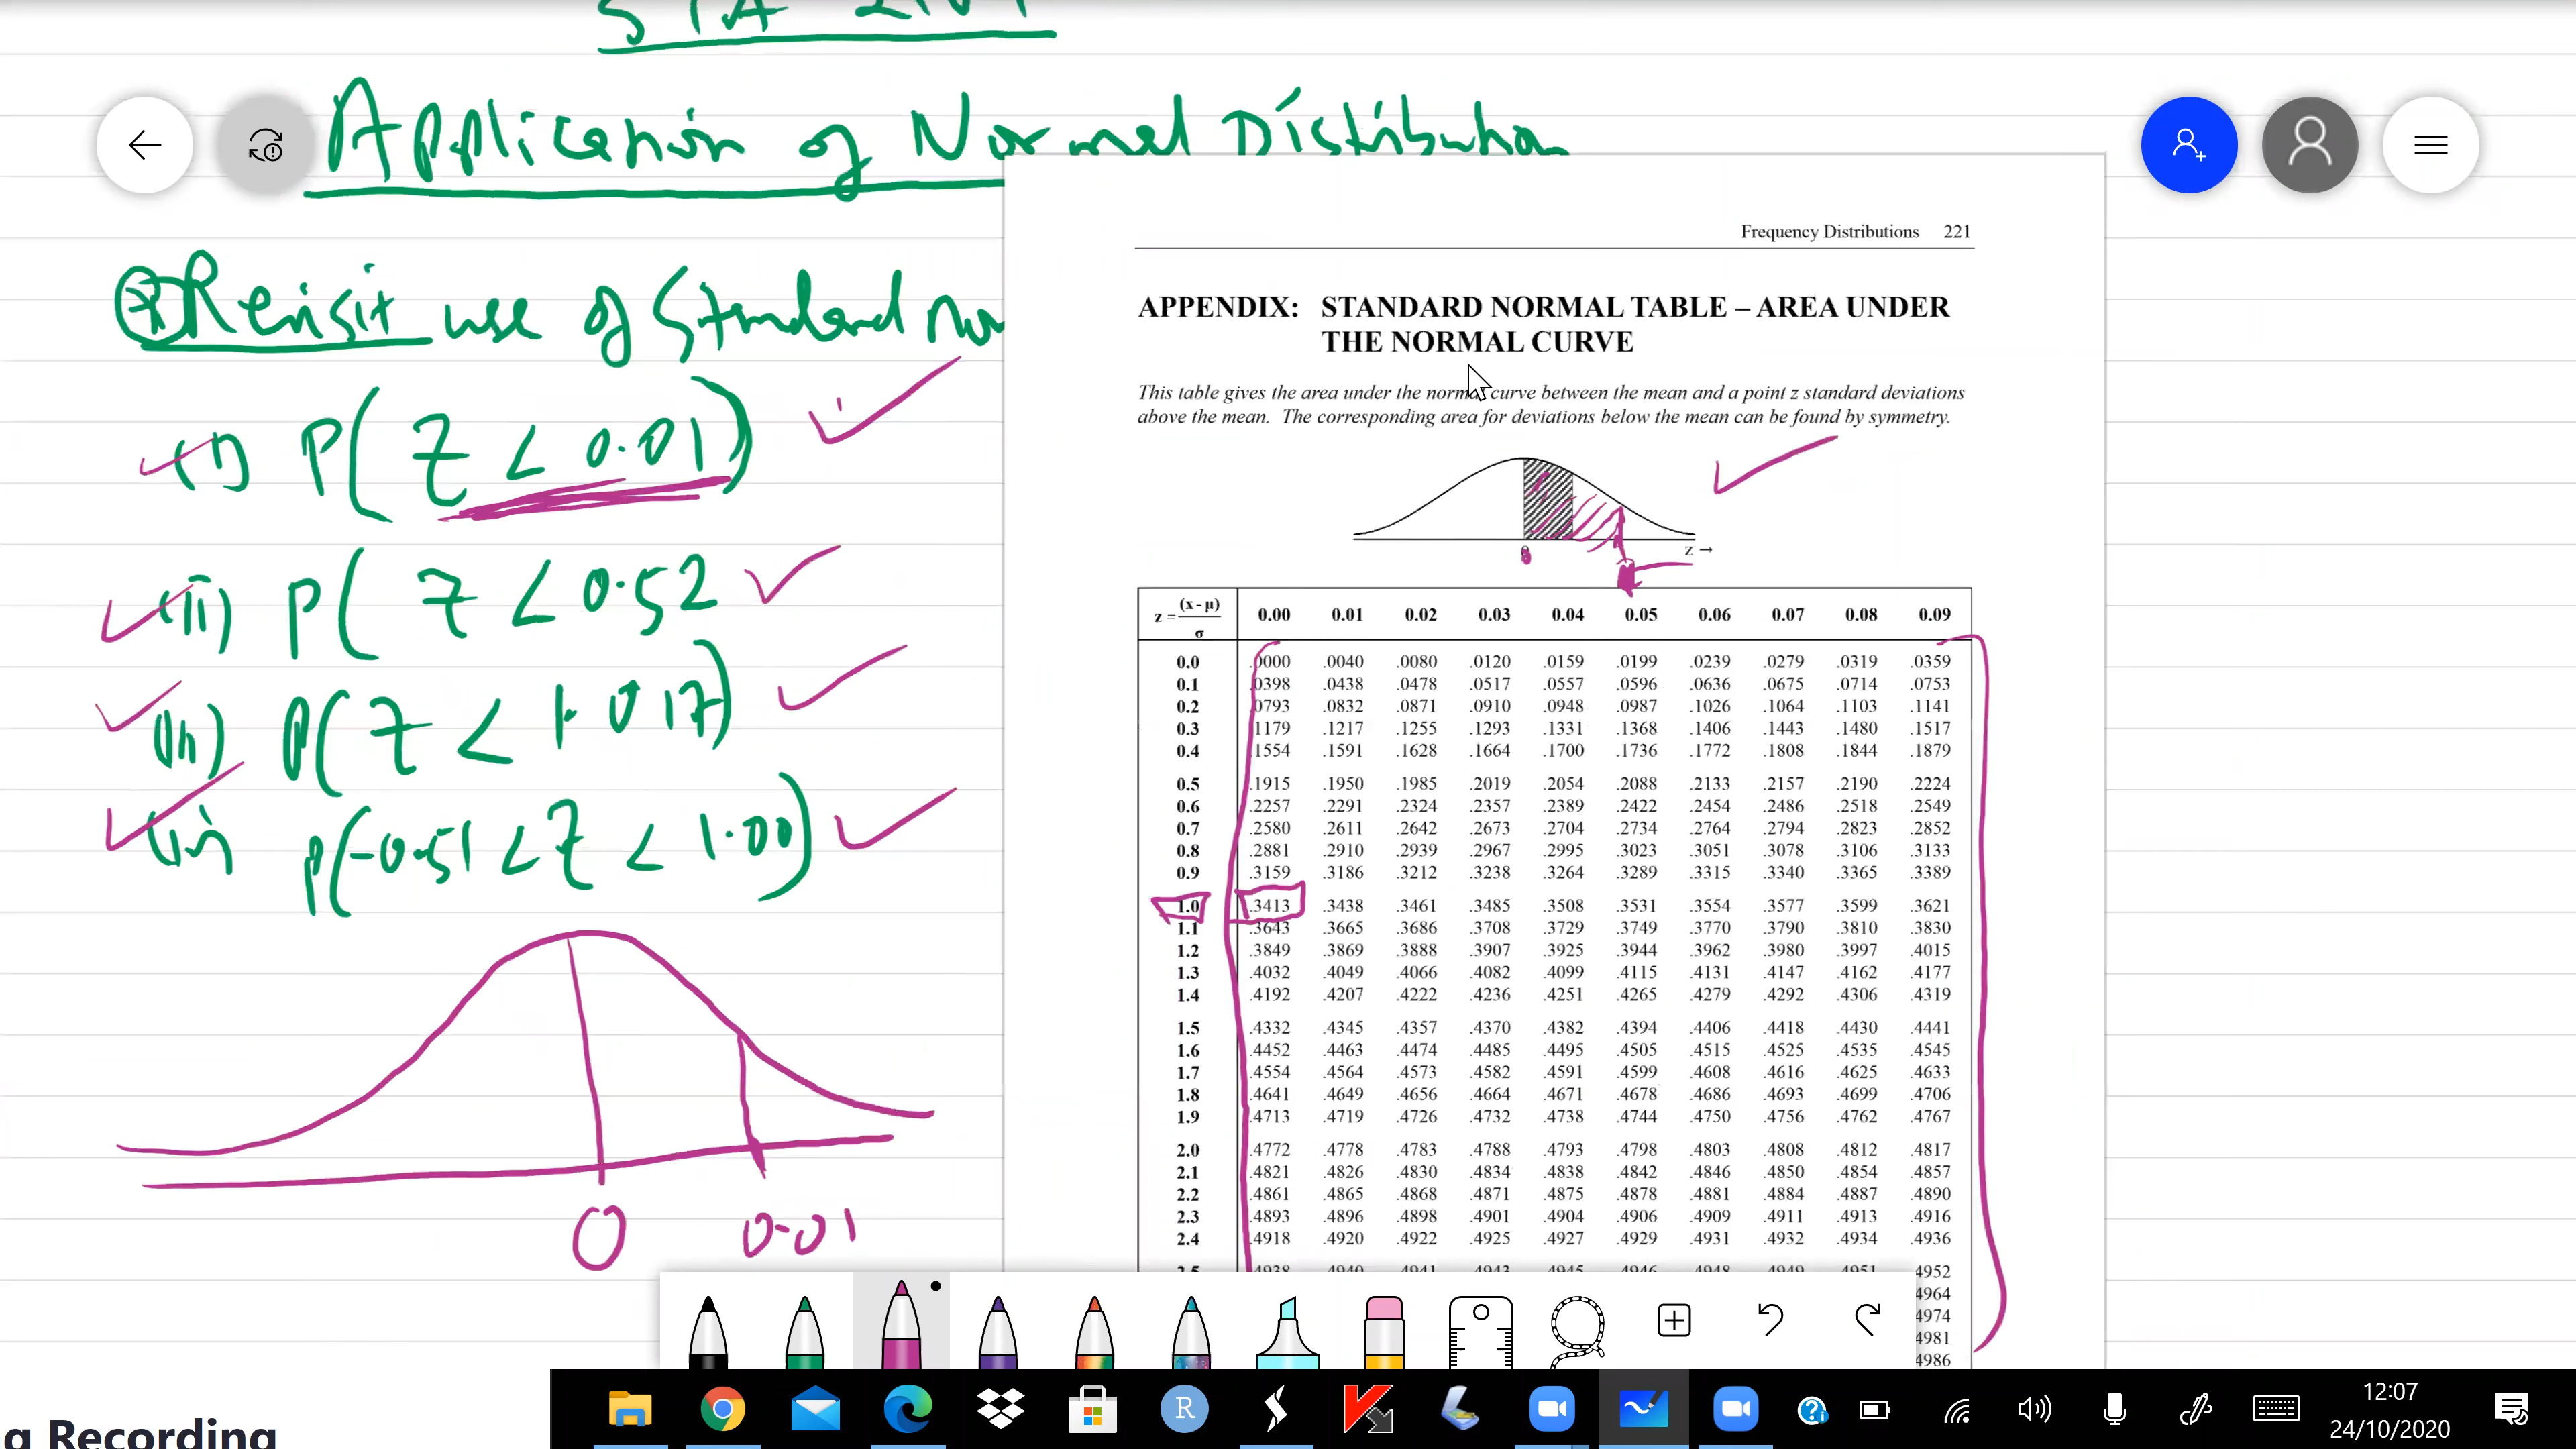 Application of Normal Distribution
Revisit use of Standard Nor
(i) P( Z < 0.01)
(ii) P( Z < 0.52
(iii) P( Z < 1.017)
(iv) P(-0.51 < Z < 1.00)
0 0.01
Frequency Distributions 221
APPENDIX: STANDARD NORMAL TABLE – AREA UNDER
THE NORMAL CURVE
This table gives the area under the normal curve between the mean and a point z standard deviations
above the mean. The corresponding area for deviations below the mean can be found by symmetry.
z →
z = (x - μ) / σ 0.00 0.01 0.02 0.03 0.04 0.05 0.06 0.07 0.08 0.09
0.0 .0000 .0040 .0080 .0120 .0159 .0199 .0239 .0279 .0319 .0359
0.1 .0398 .0438 .0478 .0517 .0557 .0596 .0636 .0675 .0714 .0753
0.2 .0793 .0832 .0871 .0910 .0948 .0987 .1026 .1064 .1103 .1141
0.3 .1179 .1217 .1255 .1293 .1331 .1368 .1406 .1443 .1480 .1517
0.4 .1554 .1591 .1628 .1664 .1700 .1736 .1772 .1808 .1844 .1879
0.5 .1915 .1950 .1985 .2019 .2054 .2088 .2133 .2157 .2190 .2224
0.6 .2257 .2291 .2324 .2357 .2389 .2422 .2454 .2486 .2518 .2549
0.7 .2580 .2611 .2642 .2673 .2704 .2734 .2764 .2794 .2823 .2852
0.8 .2881 .2910 .2939 .2967 .2995 .3023 .3051 .3078 .3106 .3133
0.9 .3159 .3186 .3212 .3238 .3264 .3289 .3315 .3340 .3365 .3389
1.0 .3413 .3438 .3461 .3485 .3508 .3531 .3554 .3577 .3599 .3621
1.1 .3643 .3665 .3686 .3708 .3729 .3749 .3770 .3790 .3810 .3830
1.2 .3849 .3869 .3888 .3907 .3925 .3944 .3962 .3980 .3997 .4015
1.3 .4032 .4049 .4066 .4082 .4099 .4115 .4131 .4147 .4162 .4177
1.4 .4192 .4207 .4222 .4236 .4251 .4265 .4279 .4292 .4306 .4319
1.5 .4332 .4345 .4357 .4370 .4382 .4394 .4406 .4418 .4430 .4441
1.6 .4452 .4463 .4474 .4485 .4495 .4505 .4515 .4525 .4535 .4545
1.7 .4554 .4564 .4573 .4582 .4591 .4599 .4608 .4616 .4625 .4633
1.8 .4641 .4649 .4656 .4664 .4671 .4678 .4686 .4693 .4699 .4706
1.9 .4713 .4719 .4726 .4732 .4738 .4744 .4750 .4756 .4762 .4767
2.0 .4772 .4778 .4783 .4788 .4793 .4798 .4803 .4808 .4812 .4817
2.1 .4821 .4826 .4830 .4834 .4838 .4842 .4846 .4850 .4854 .4857
2.2 .4861 .4865 .4868 .4871 .4875 .4878 .4881 .4884 .4887 .4890
2.3 .4893 .4896 .4898 .4901 .4904 .4906 .4909 .4911 .4913 .4916
2.4 .4918 .4920 .4922 .4925 .4927 .4929 .4931 .4932 .4934 .4936
4952
4964
4974
4981
4986
g Recording
R
12:07
24/10/2020